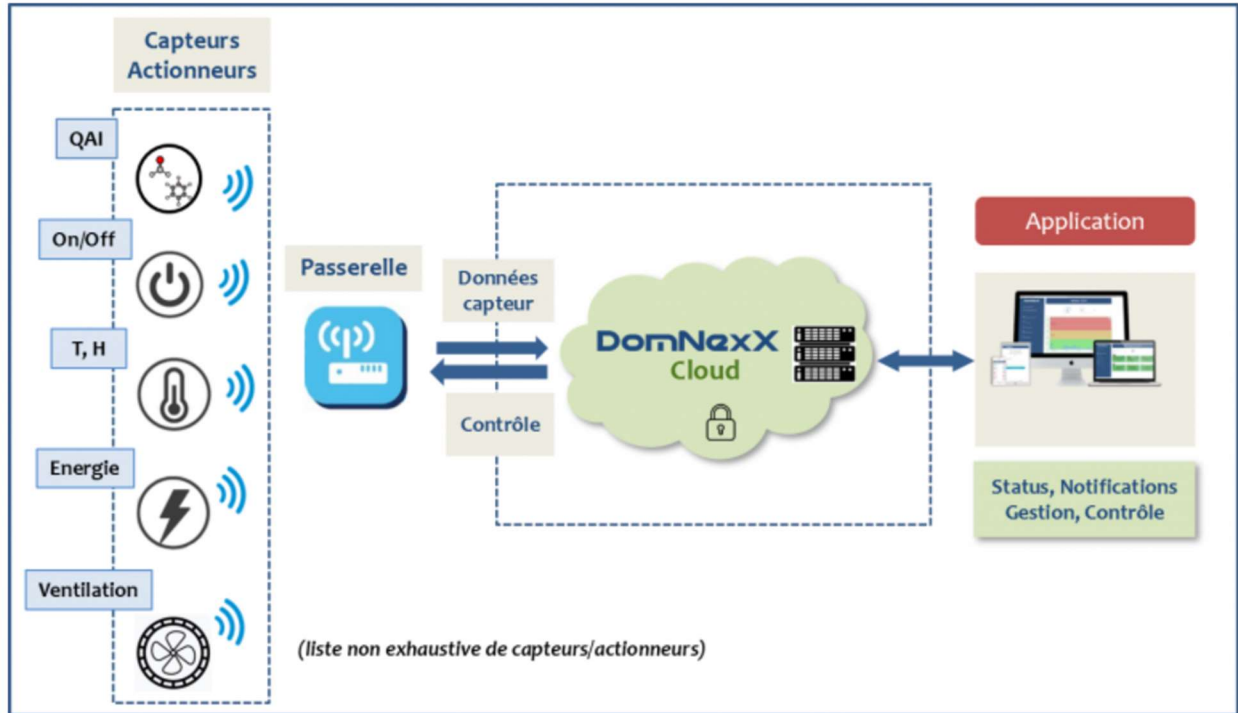 Capteurs
Actionneurs
QAI
On/Off
T, H
Energie
Ventilation
Passerelle
Données
capteur
Contrôle
DomNexX
Cloud
Application
Status, Notifications
Gestion, Contrôle
(liste non exhaustive de capteurs/actionneurs)